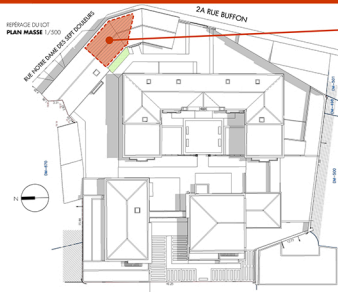 2A RUE BUFFON
REPÉRAGE DU LOT
PLAN MASSE 1/500
RUE NOTRE DAME DES SEPT DOULEURS
N